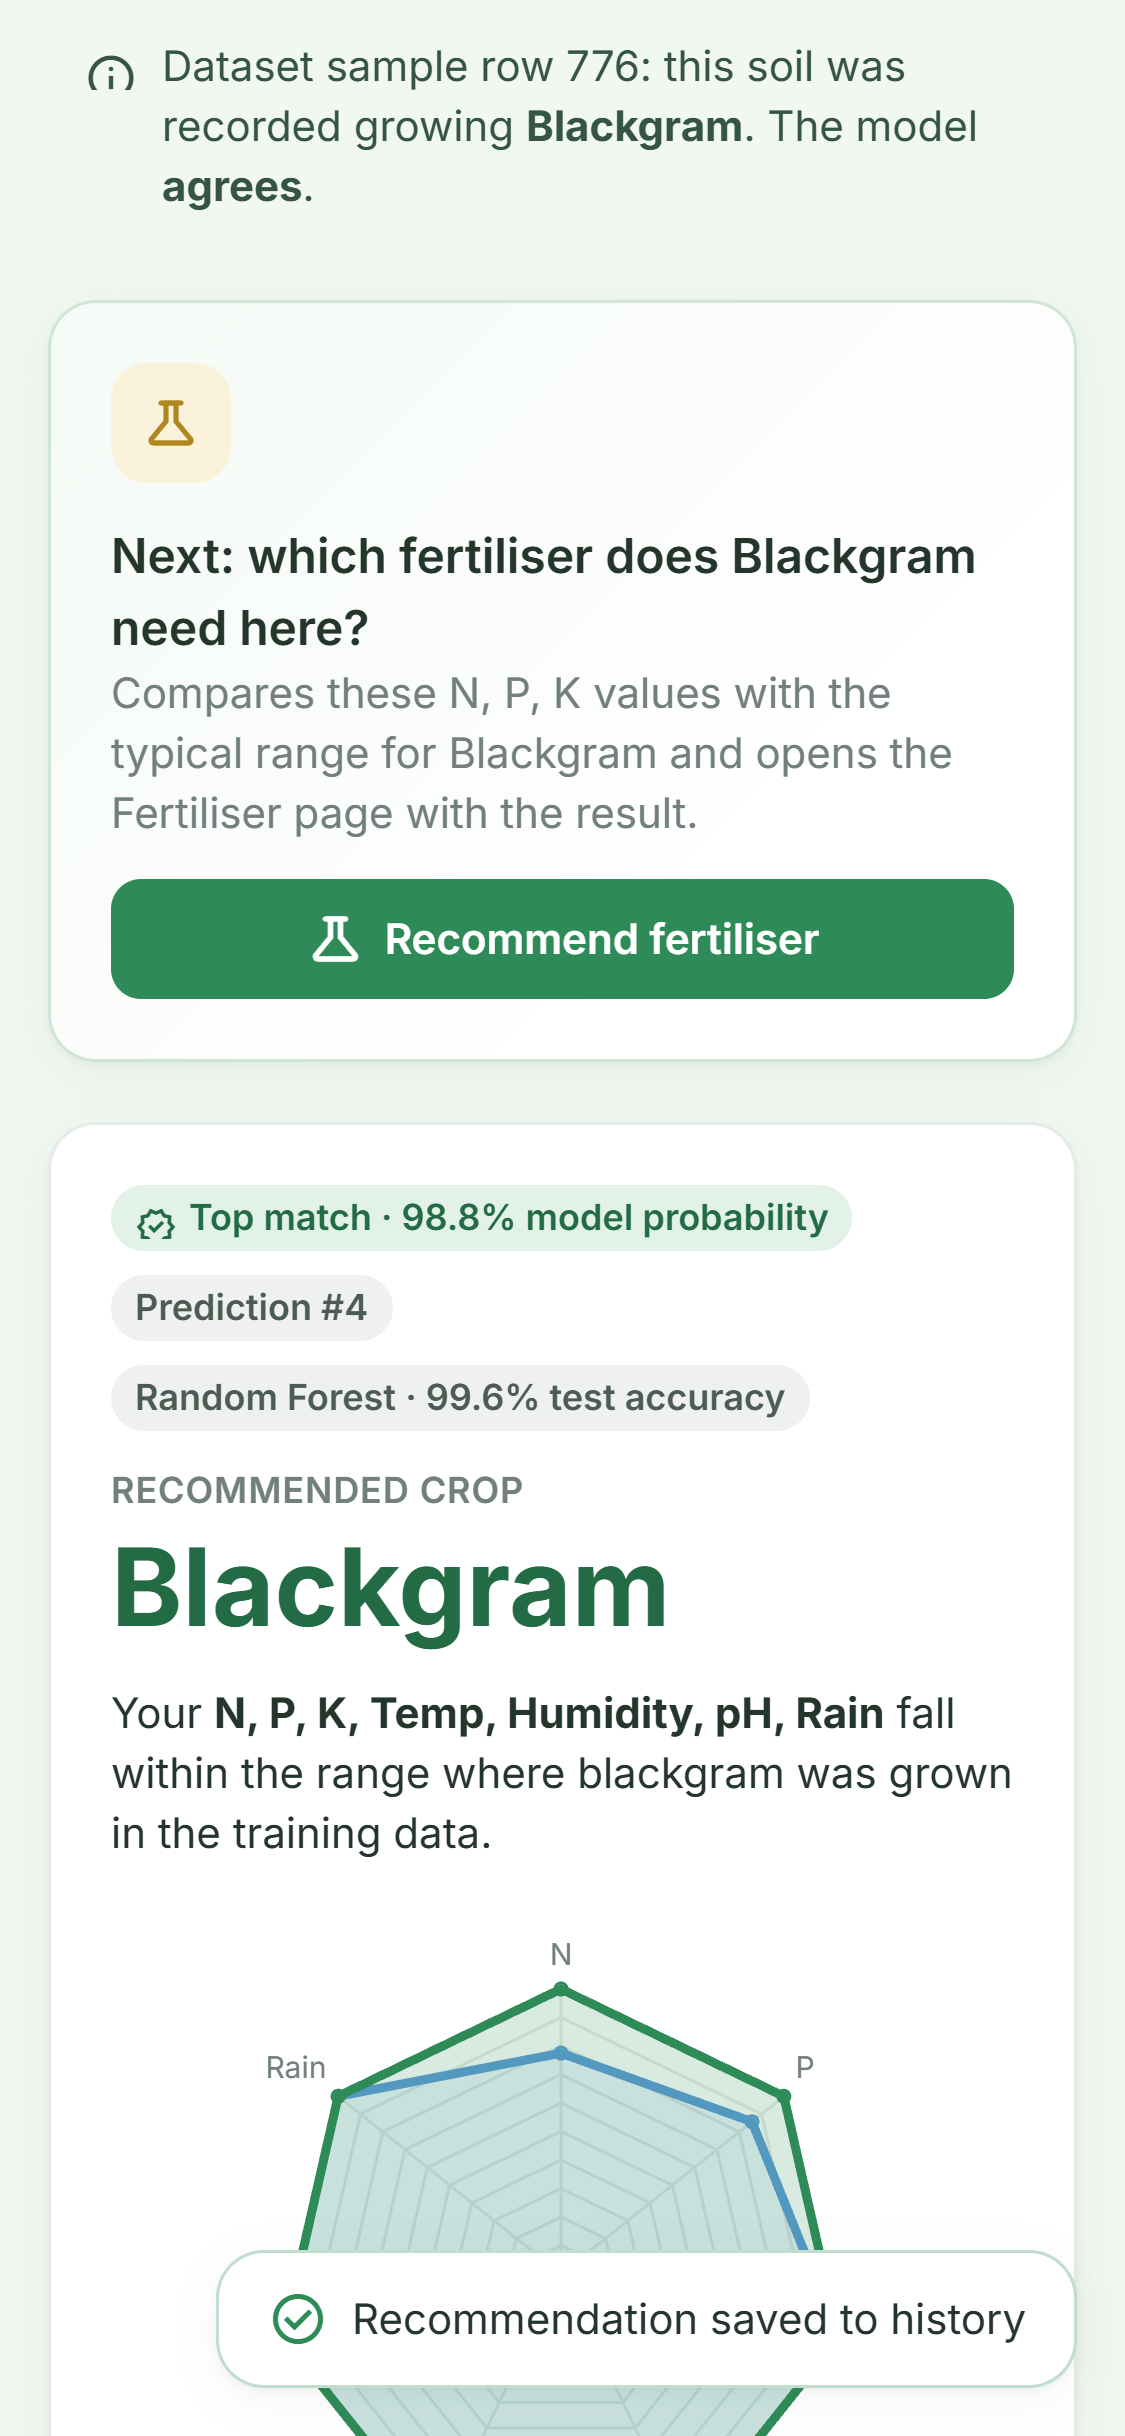 Dataset sample row 776: this soil was
recorded growing Blackgram. The model
agrees.
Next: which fertiliser does Blackgram
need here?
Compares these N, P, K values with the
typical range for Blackgram and opens the
Fertiliser page with the result.
Recommend fertiliser
Top match · 98.8% model probability
Prediction #4
Random Forest · 99.6% test accuracy
RECOMMENDED CROP
Blackgram
Your N, P, K, Temp, Humidity, pH, Rain fall
within the range where blackgram was grown
in the training data.
N
Rain
P
Recommendation saved to history